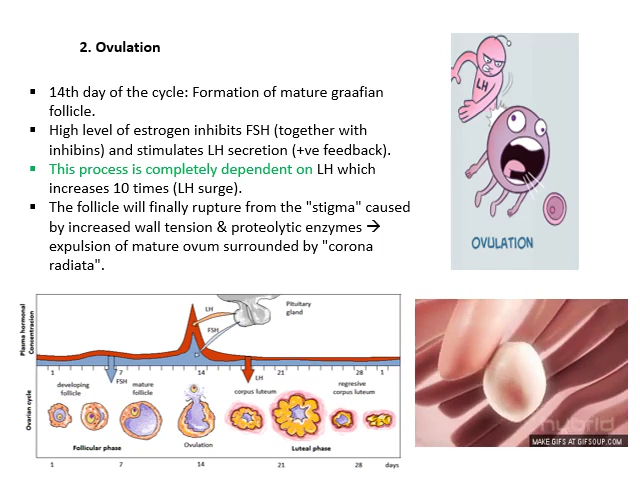 2. Ovulation
▪ 14th day of the cycle: Formation of mature graafian
follicle.
▪ High level of estrogen inhibits FSH (together with
inhibins) and stimulates LH secretion (+ve feedback).
▪ This process is completely dependent on LH which
increases 10 times (LH surge).
▪ The follicle will finally rupture from the "stigma" caused
by increased wall tension & proteolytic enzymes →
expulsion of mature ovum surrounded by "corona
radiata".
LH
OVULATION
Plasma hormonal
Concentration
LH
FSH
Pituitary
gland
1 7 14 21 28 1
FSH
LH
Ovarian cycle
developing
follicle
mature
follicle
corpus luteum
regresive
corpus luteum
Ovulation
Follicular phase
Luteal phase
1 7 14 21 28 days
hybrid
MAKE GIFS AT GIFSOUP.COM